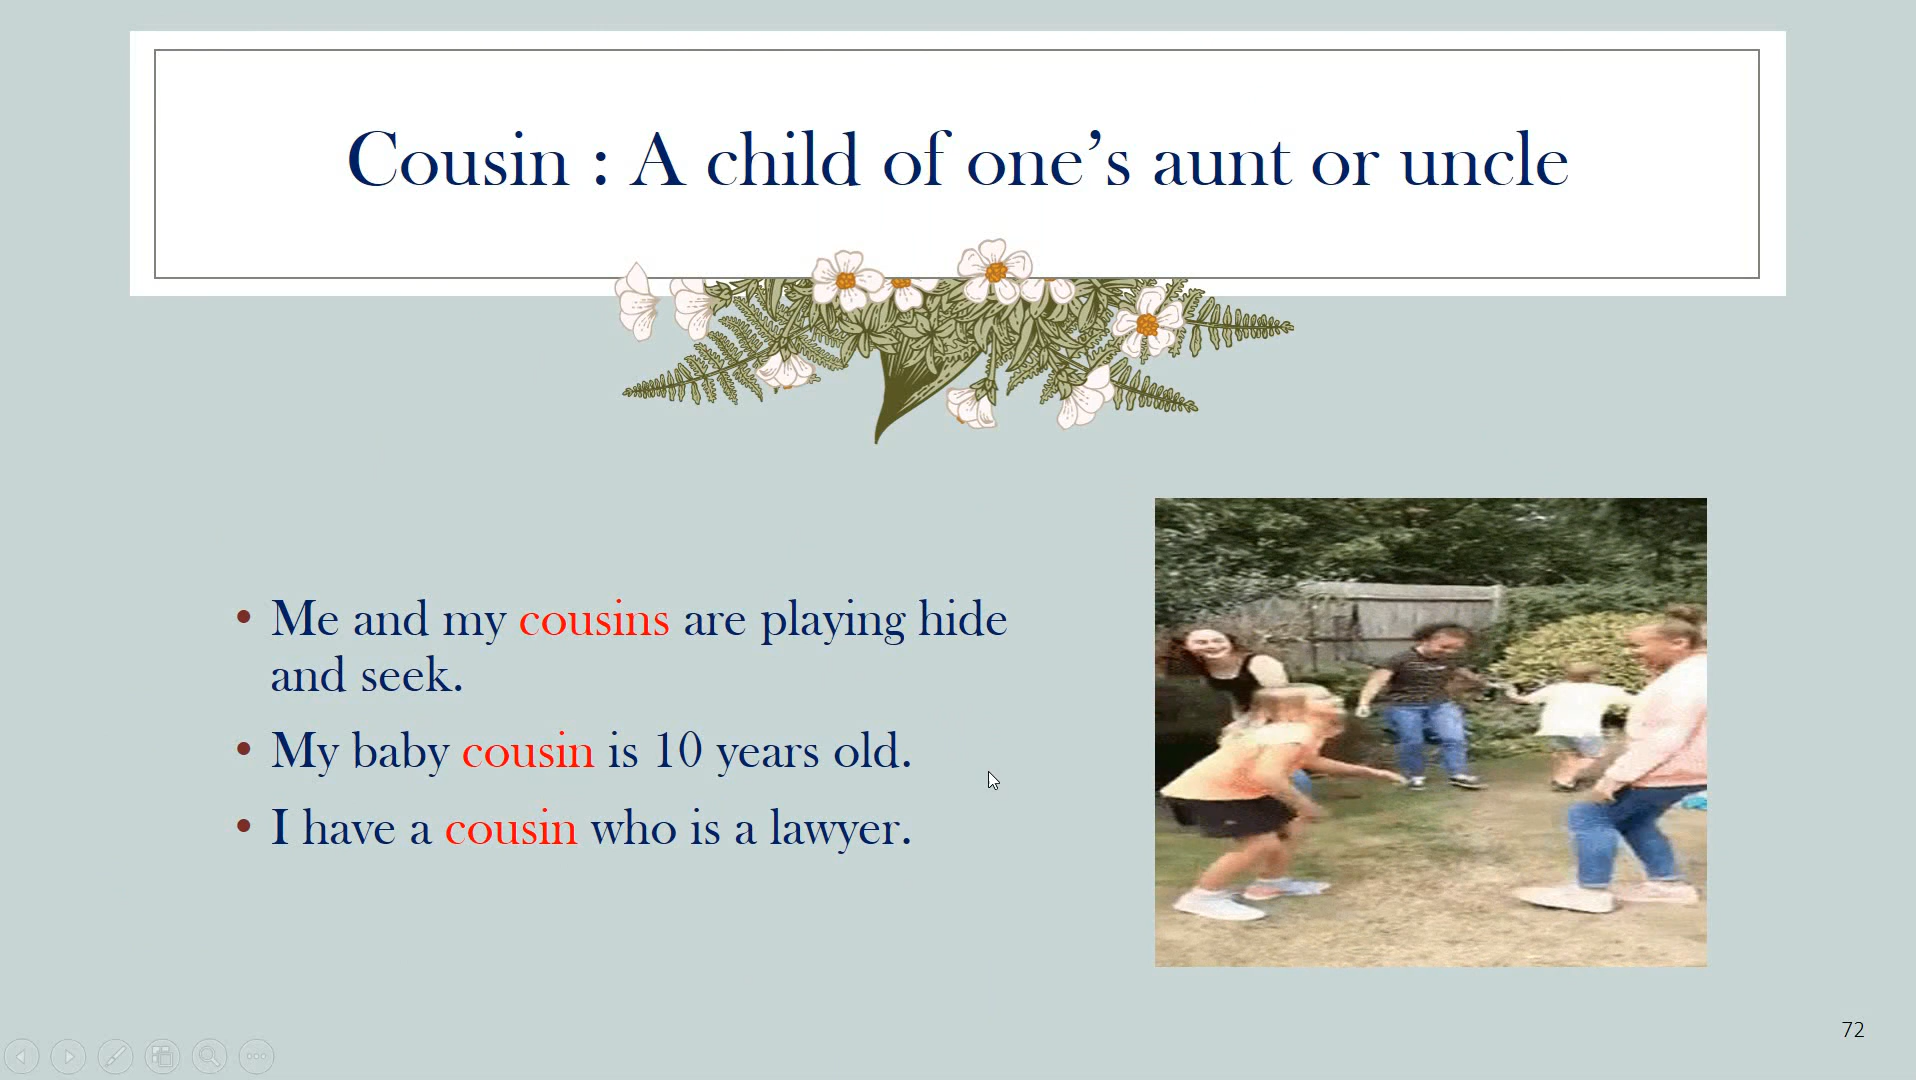 Cousin : A child of one’s aunt or uncle
• Me and my cousins are playing hide
and seek.
• My baby cousin is 10 years old.
• I have a cousin who is a lawyer.
72